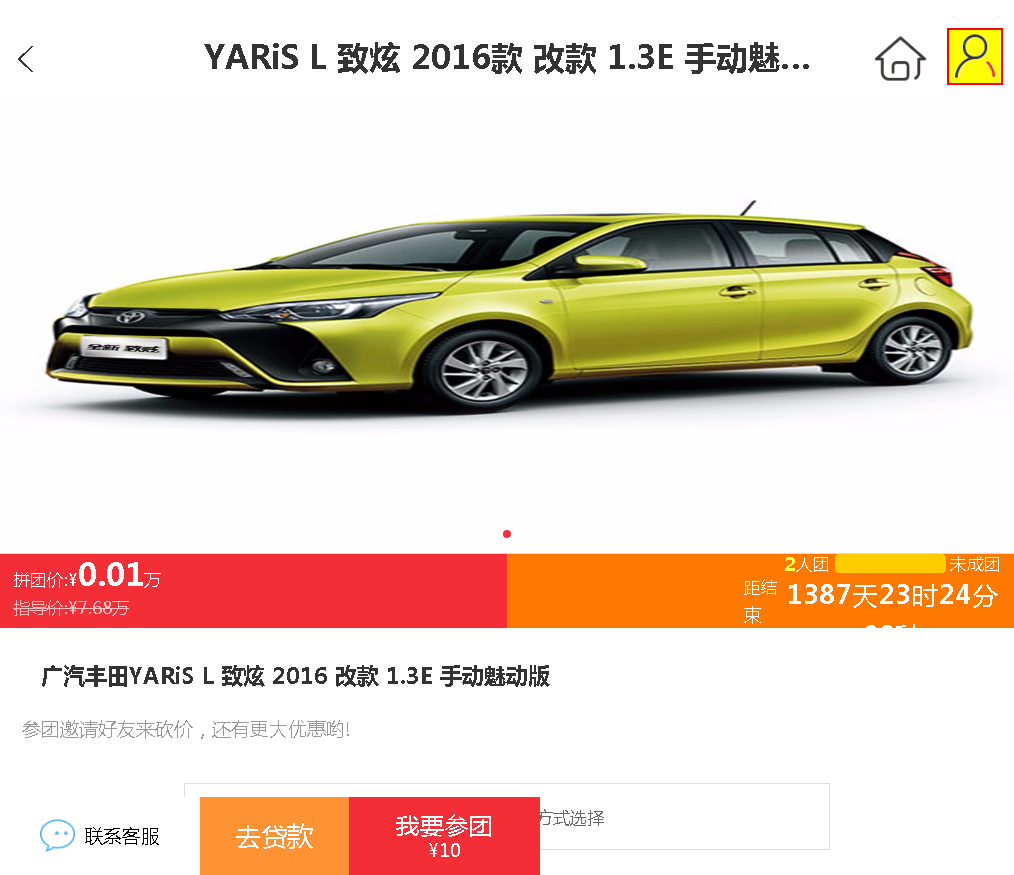 YARiS L 致炫 2016款 改款 1.3E 手动魅...
全新 致炫
拼团价:¥0.01万
指导价:¥7.68万
2人团 未成团
距结束
1387天23时24分
广汽丰田YARiS L 致炫 2016 改款 1.3E 手动魅动版
参团邀请好友来砍价，还有更大优惠哟!
方式选择
联系客服
去贷款
我要参团
¥10